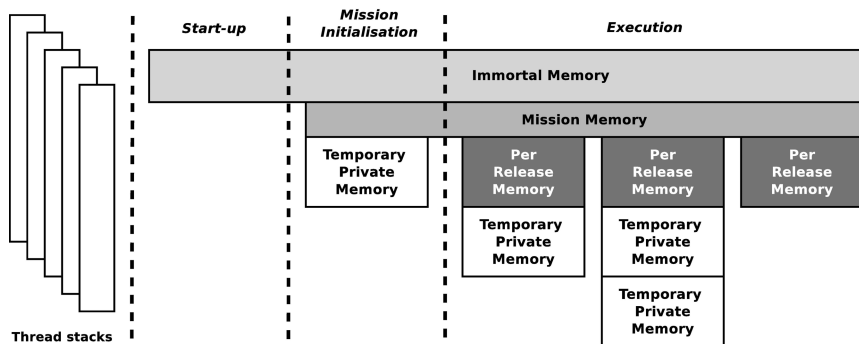 Start-up
Mission
Initialisation
Execution
Immortal Memory
Mission Memory
Temporary
Private
Memory
Per
Release
Memory
Per
Release
Memory
Per
Release
Memory
Temporary
Private
Memory
Temporary
Private
Memory
Temporary
Private
Memory
Thread stacks